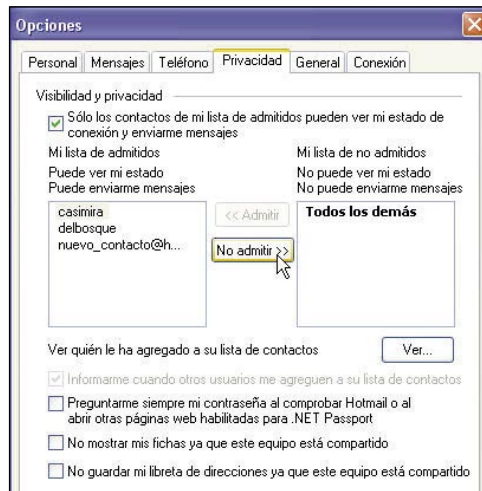 Opciones
Personal Mensajes Teléfono Privacidad General Conexión
Visibilidad y privacidad
Sólo los contactos de mi lista de admitidos pueden ver mi estado de
conexión y enviarme mensajes
Mi lista de admitidos
Puede ver mi estado
Puede enviarme mensajes
Mi lista de no admitidos
No puede ver mi estado
No puede enviarme mensajes
casimira
delbosque
nuevo_contacto@h...
<< Admitir
No admitir >>
Todos los demás
Ver quién le ha agregado a su lista de contactos
Ver...
Informarme cuando otros usuarios me agreguen a su lista de contactos
Preguntarme siempre mi contraseña al comprobar Hotmail o al
abrir otras páginas web habilitadas para .NET Passport
No mostrar mis fichas ya que este equipo está compartido
No guardar mi libreta de direcciones ya que este equipo está compartido